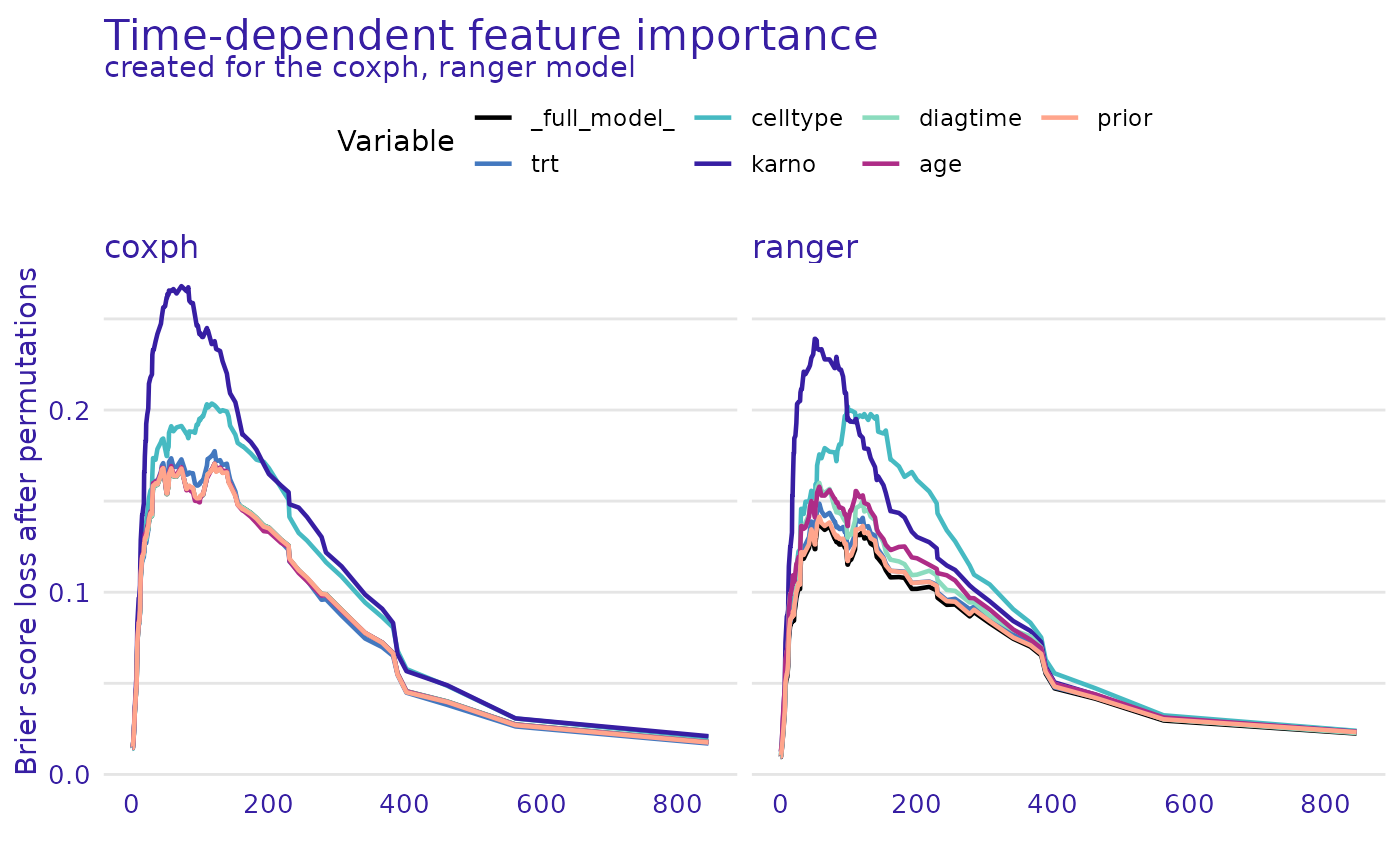 Time-dependent feature importance
created for the coxph, ranger model
Variable
_full_model_ celltype diagtime prior
trt karno age
coxph ranger
Brier score loss after permutations
0.2
0.1
0.0
0 200 400 600 800 0 200 400 600 800